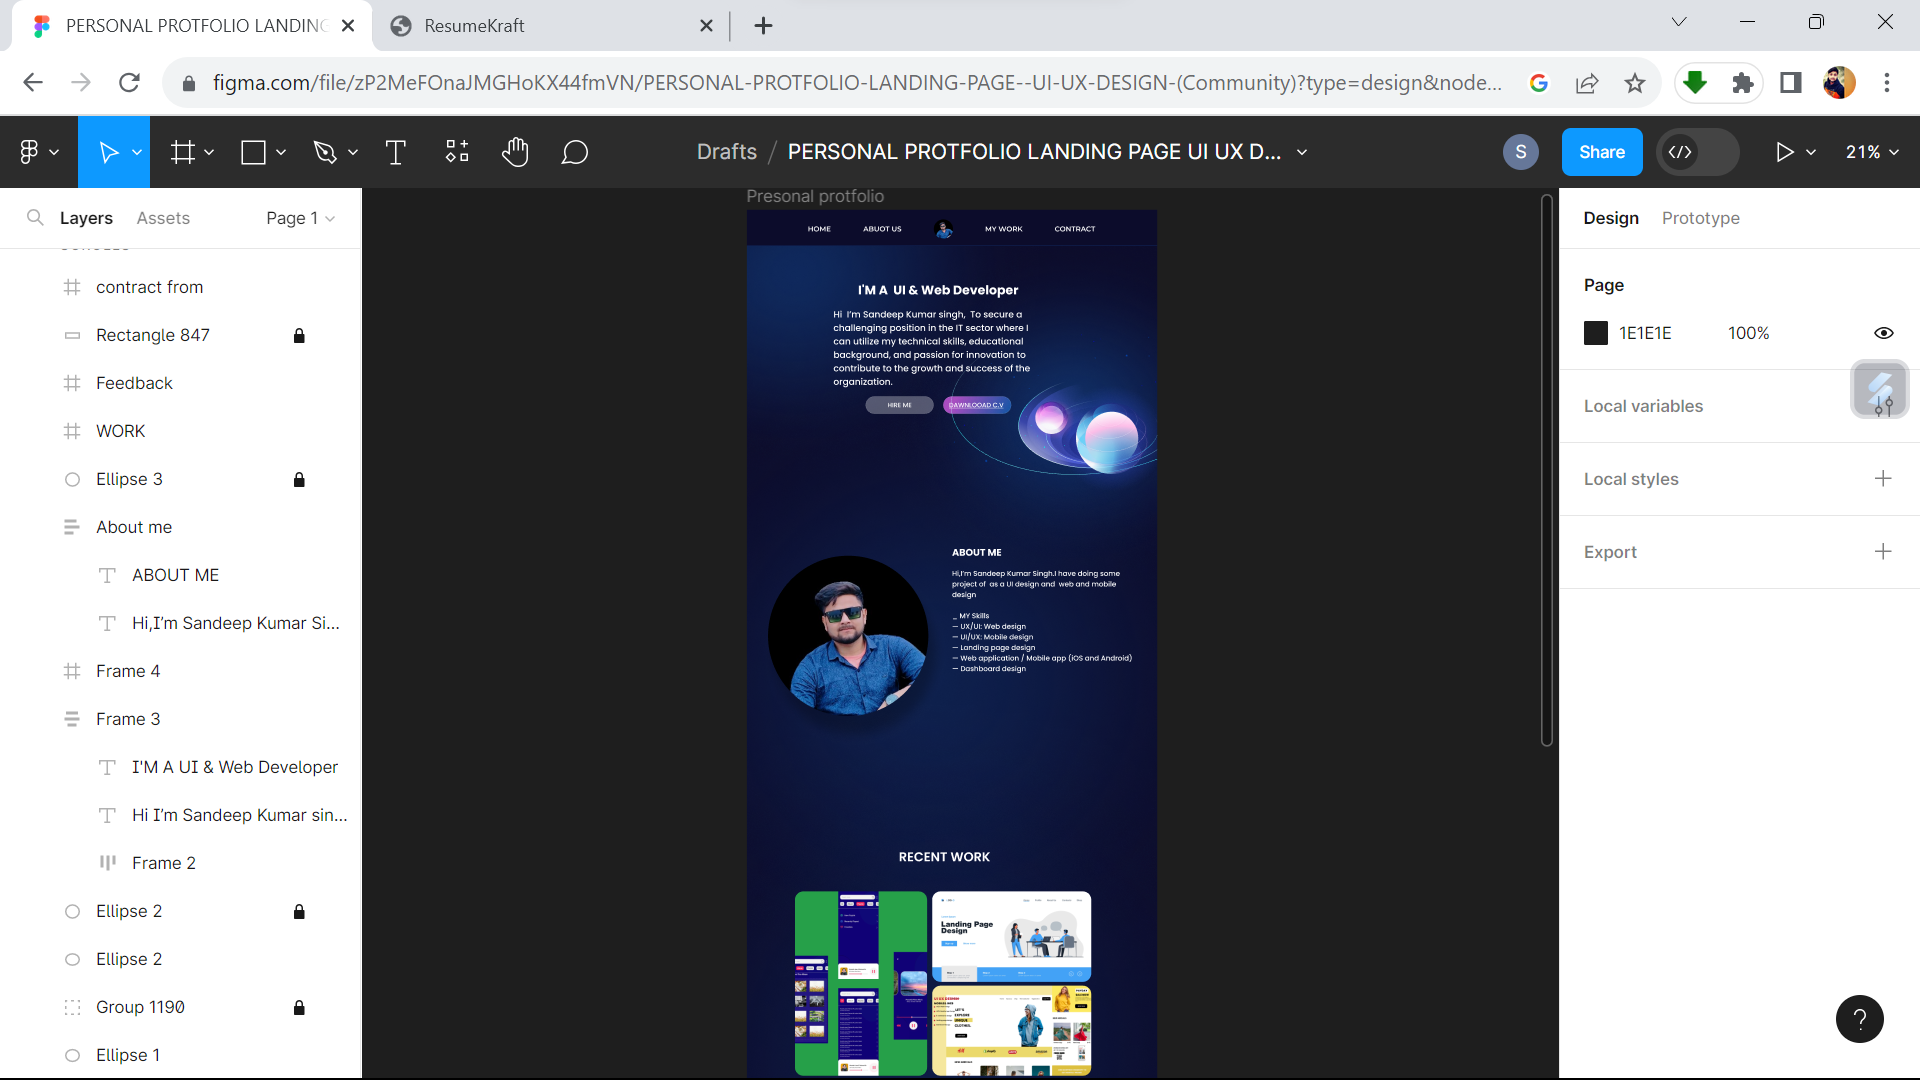 PERSONAL PROTFOLIO LANDING
ResumeKraft
figma.com/file/zP2MeFOnaJMGHoKX44fmVN/PERSONAL-PROTFOLIO-LANDING-PAGE--UI-UX-DESIGN-(Community)?type=design&node...
Drafts / PERSONAL PROTFOLIO LANDING PAGE UI UX D...
S
Share
21%
Layers
Assets
Page 1
contract from
Rectangle 847
Feedback
WORK
Ellipse 3
About me
ABOUT ME
Hi,I'm Sandeep Kumar Si...
Frame 4
Frame 3
I'M A UI & Web Developer
Hi I'm Sandeep Kumar sin...
Frame 2
Ellipse 2
Ellipse 2
Group 1190
Ellipse 1
Presonal protfolio
HOME
ABUOT US
MY WORK
CONTRACT
I'M A UI & Web Developer
Hi I'm Sandeep Kumar singh, To secure a
challenging position in the IT sector where I
can utilize my technical skills, educational
background, and passion for innovation to
contribute to the growth and success of the
organization.
HIRE ME
DAWNLOOAD C.V
ABOUT ME
Hi,I'm Sandeep Kumar Singh.I have doing some
project of as a UI design and web and mobile
design
_ MY Skills
— UX/UI: Web design
— UI/UX: Mobile design
— Landing page design
— Web application / Mobile app (iOS and Android)
— Dashboard design
RECENT WORK
Landing Page
Design
LET'S
EXPLORE
UNIQUE
CLOTHES.
Design
Prototype
Page
1E1E1E
100%
Local variables
Local styles
Export
?